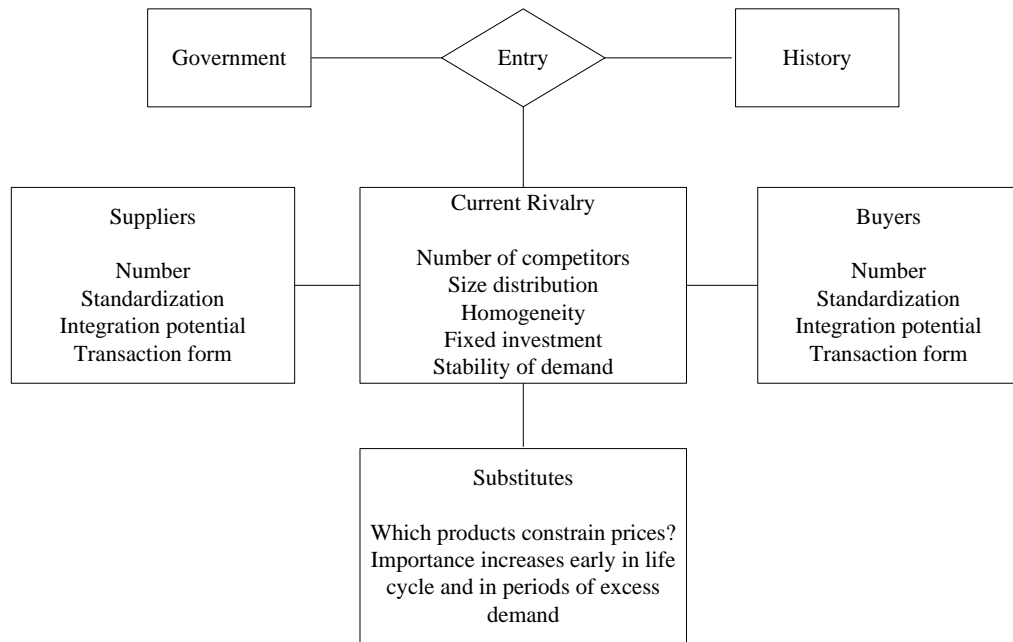 Government
Entry
History
Suppliers
Number
Standardization
Integration potential
Transaction form
Current Rivalry
Number of competitors
Size distribution
Homogeneity
Fixed investment
Stability of demand
Buyers
Number
Standardization
Integration potential
Transaction form
Substitutes
Which products constrain prices?
Importance increases early in life
cycle and in periods of excess
demand